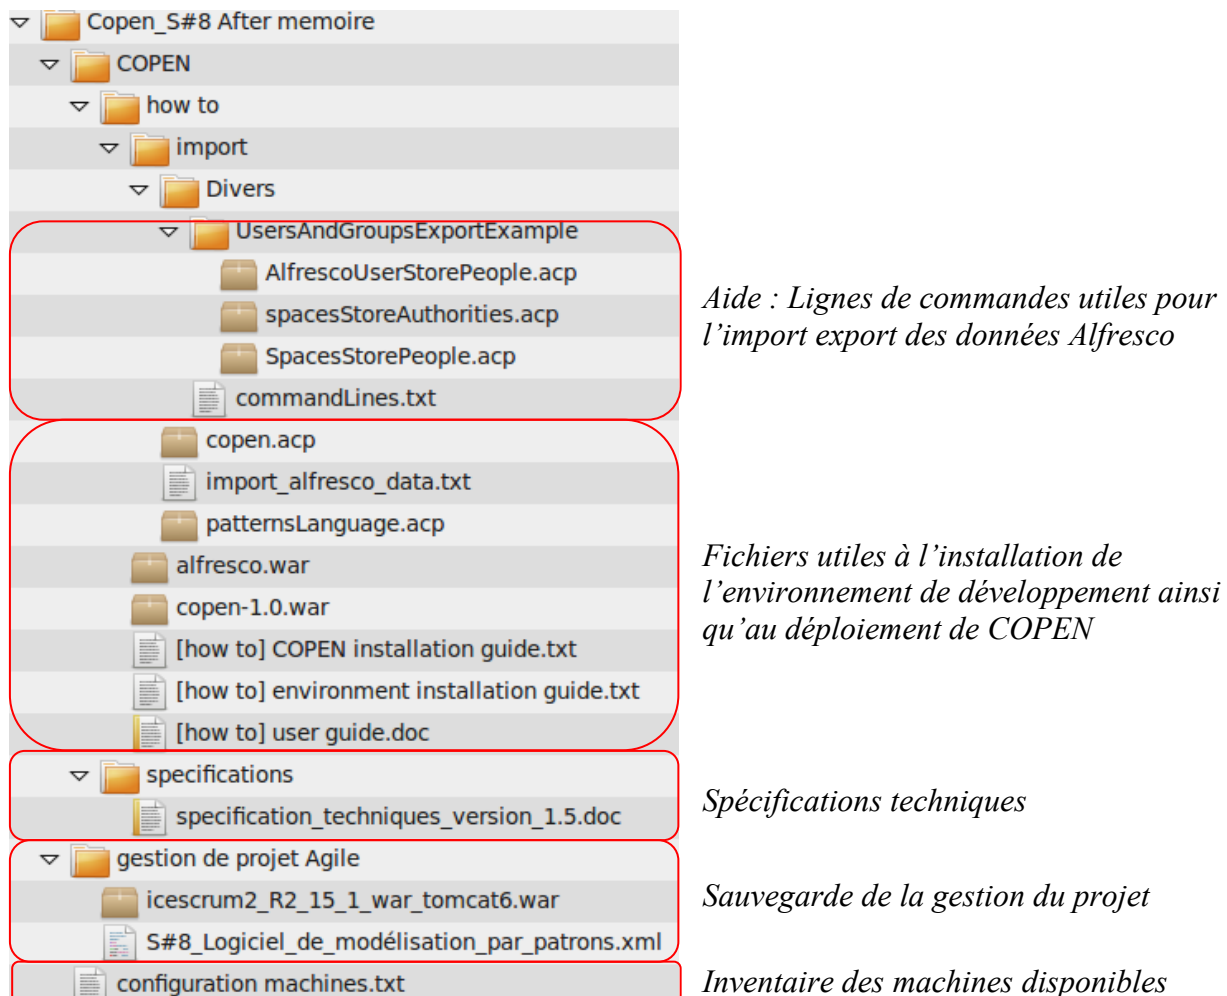 Copen_S#8 After memoire
COPEN
how to
import
Divers
UsersAndGroupsExportExample
AlfrescoUserStorePeople.acp
spacesStoreAuthorities.acp
SpacesStorePeople.acp
commandLines.txt
Aide : Lignes de commandes utiles pour
l'import export des données Alfresco
copen.acp
import_alfresco_data.txt
patternsLanguage.acp
alfresco.war
copen-1.0.war
[how to] COPEN installation guide.txt
[how to] environment installation guide.txt
[how to] user guide.doc
Fichiers utiles à l'installation de
l'environnement de développement ainsi
qu'au déploiement de COPEN
specifications
specification_techniques_version_1.5.doc
Spécifications techniques
gestion de projet Agile
icescrum2_R2_15_1_war_tomcat6.war
S#8_Logiciel_de_modélisation_par_patrons.xml
Sauvegarde de la gestion du projet
configuration machines.txt
Inventaire des machines disponibles